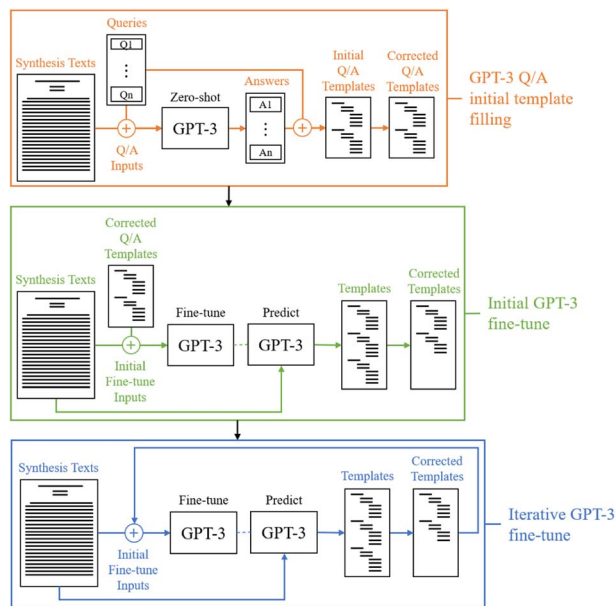 Queries
Q1
Qn
Synthesis Texts
Zero-shot
GPT-3
Q/A
Inputs
Answers
A1
An
Initial
Q/A
Templates
Corrected
Q/A
Templates
GPT-3 Q/A
initial template
filling
Corrected
Q/A
Templates
Synthesis Texts
Fine-tune
GPT-3
Predict
GPT-3
Initial
Fine-tune
Inputs
Templates
Corrected
Templates
Initial GPT-3
fine-tune
Synthesis Texts
Fine-tune
GPT-3
Predict
GPT-3
Initial
Fine-tune
Inputs
Templates
Corrected
Templates
Iterative GPT-3
fine-tune